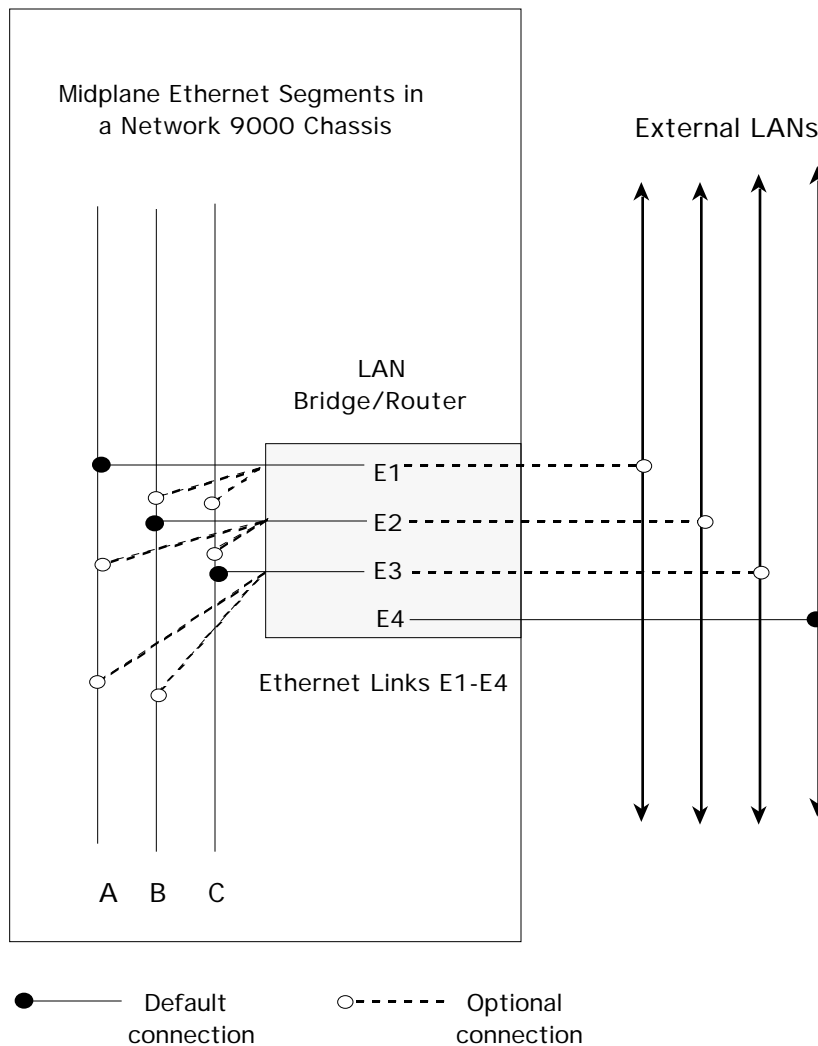 Midplane Ethernet Segments in
a Network 9000 Chassis
External LANs
LAN
Bridge/Router
E1
E2
E3
E4
Ethernet Links E1-E4
A B C
Default
connection
Optional
connection